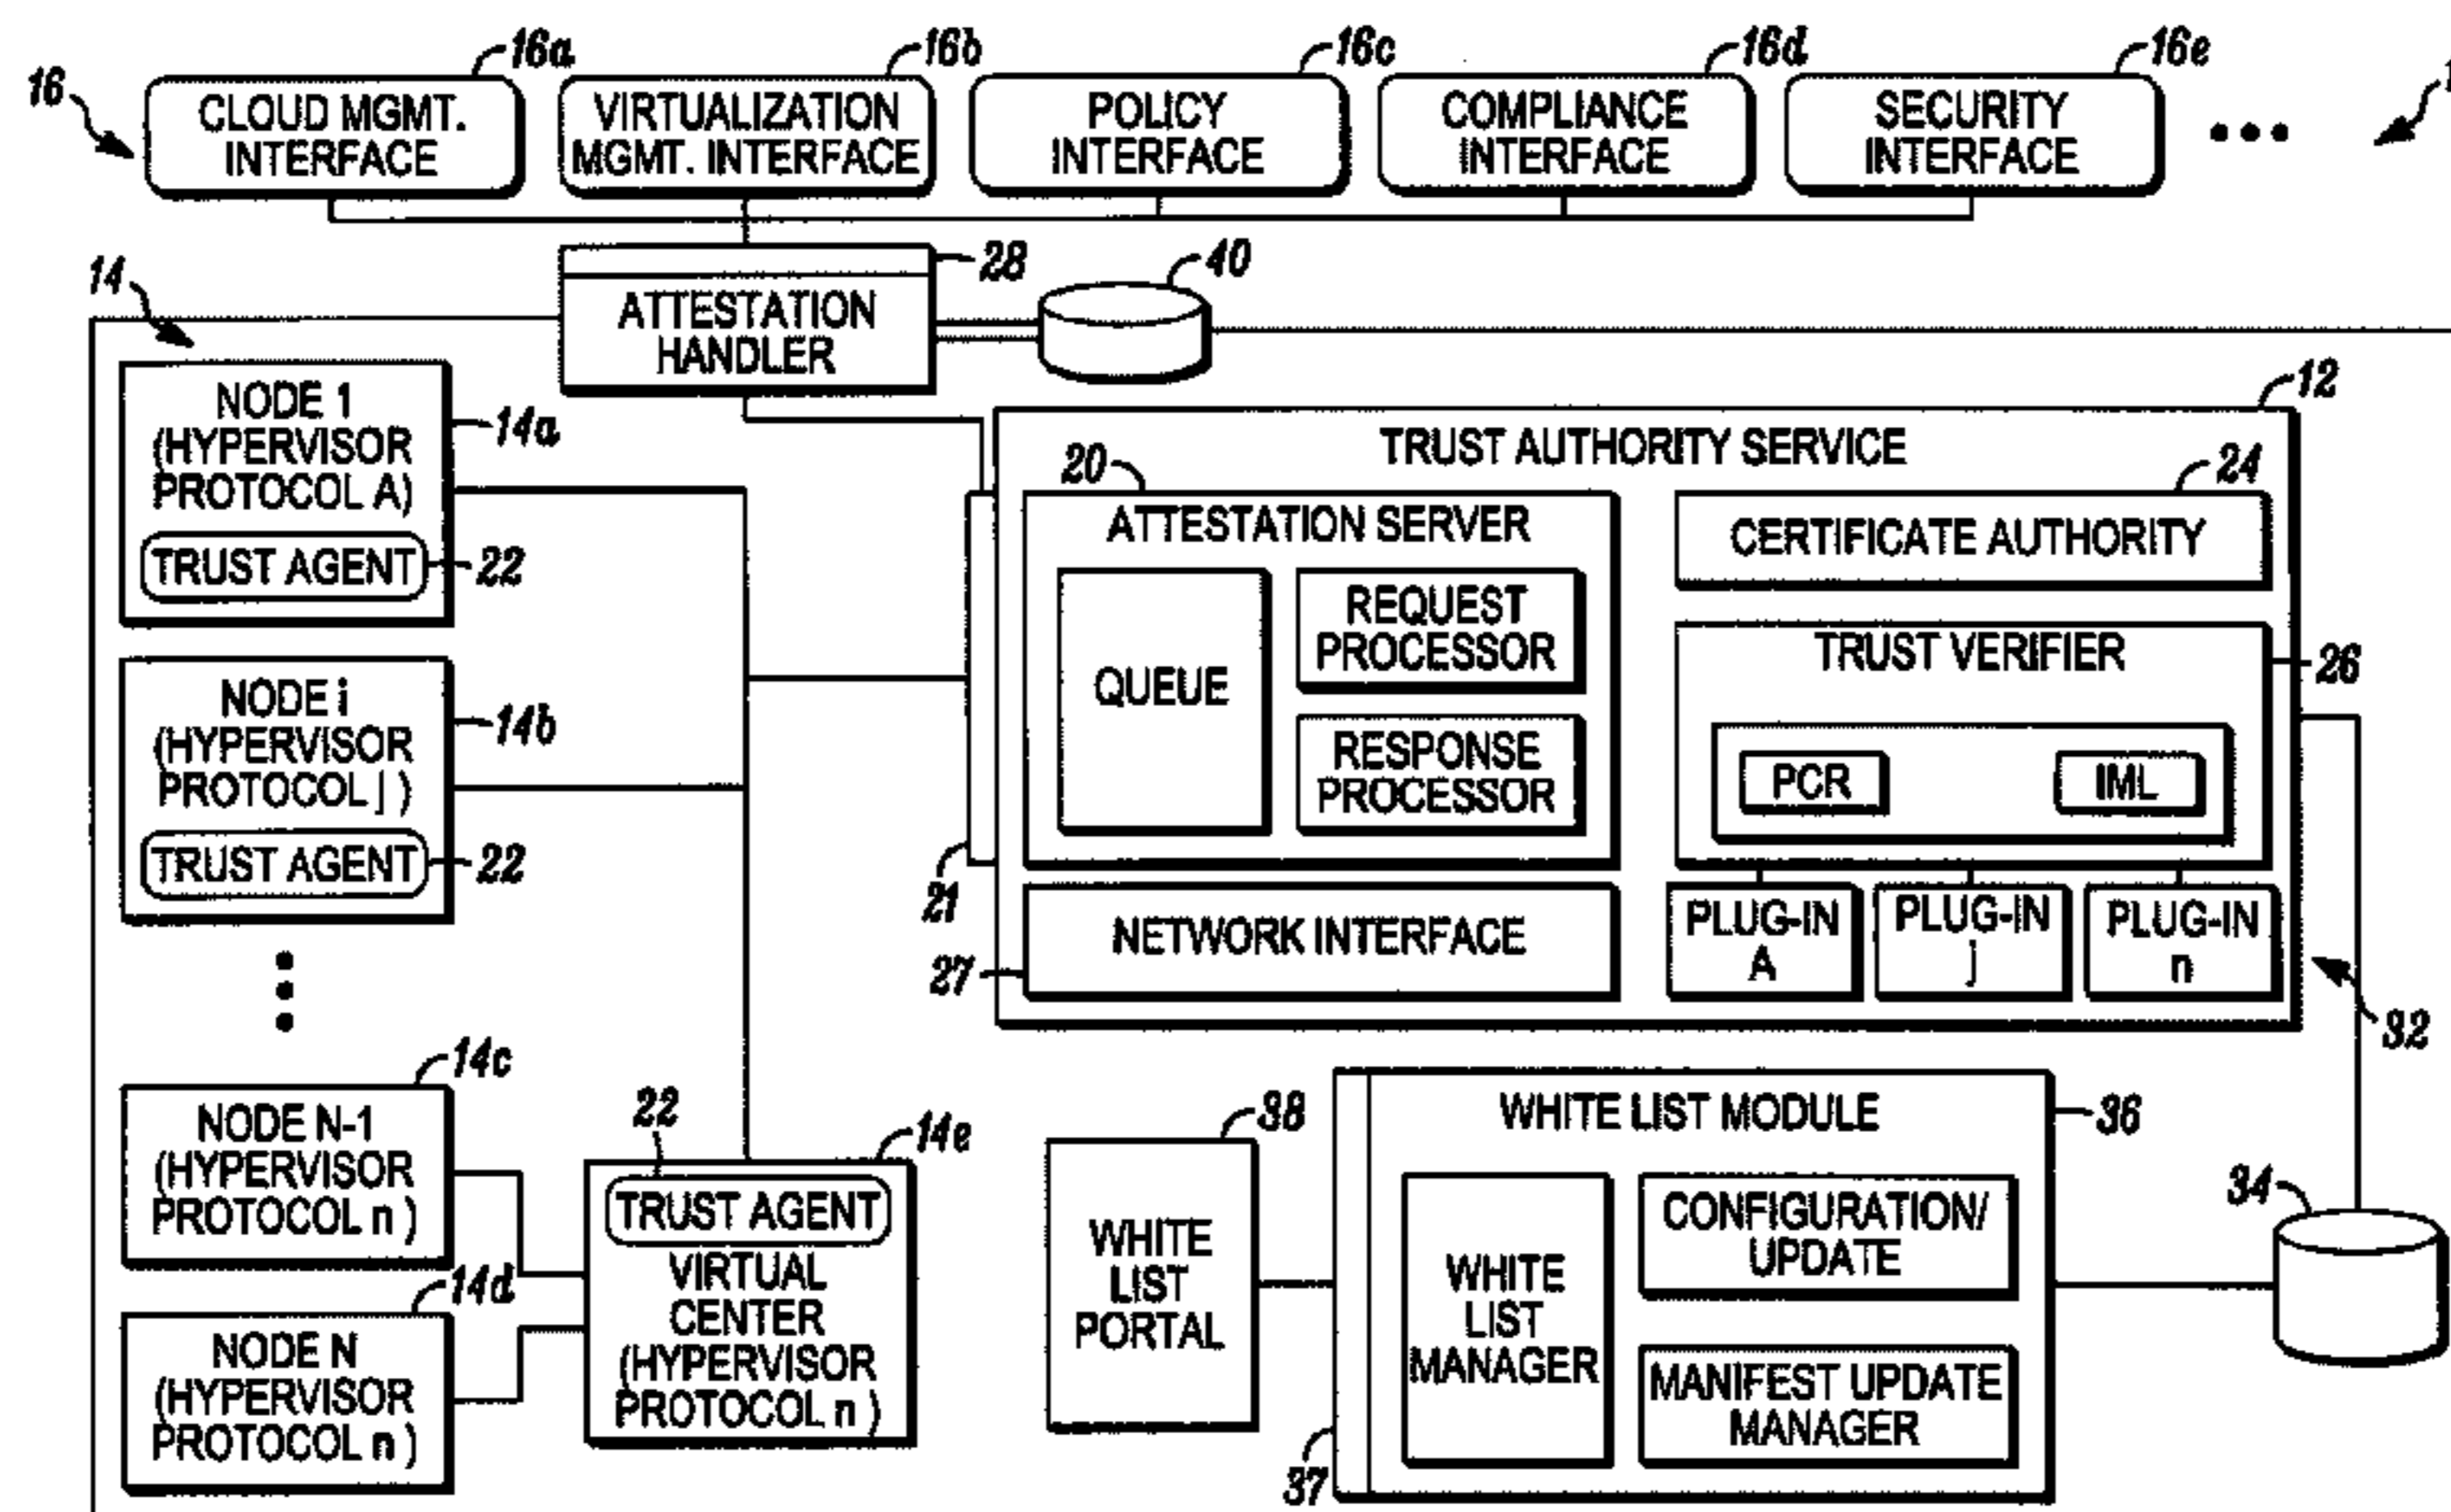 16
16a
CLOUD MGMT.
INTERFACE
16b
VIRTUALIZATION
MGMT. INTERFACE
16c
POLICY
INTERFACE
16d
COMPLIANCE
INTERFACE
16e
SECURITY
INTERFACE
28
ATTESTATION
HANDLER
40
14
NODE 1
(HYPERVISOR
PROTOCOL A)
14a
TRUST AGENT
22
NODE i
(HYPERVISOR
PROTOCOL j )
14b
TRUST AGENT
22
14c
NODE N-1
(HYPERVISOR
PROTOCOL n )
14d
NODE N
(HYPERVISOR
PROTOCOL n )
22
14e
TRUST AGENT
VIRTUAL
CENTER
(HYPERVISOR
PROTOCOL n )
12
TRUST AUTHORITY SERVICE
20
ATTESTATION SERVER
QUEUE
REQUEST
PROCESSOR
RESPONSE
PROCESSOR
21
NETWORK INTERFACE
27
24
CERTIFICATE AUTHORITY
TRUST VERIFIER
26
PCR
IML
PLUG-IN
A
PLUG-IN
j
PLUG-IN
n
32
38
WHITE
LIST
PORTAL
WHITE LIST MODULE
36
WHITE
LIST
MANAGER
CONFIGURATION/
UPDATE
MANIFEST UPDATE
MANAGER
37
34